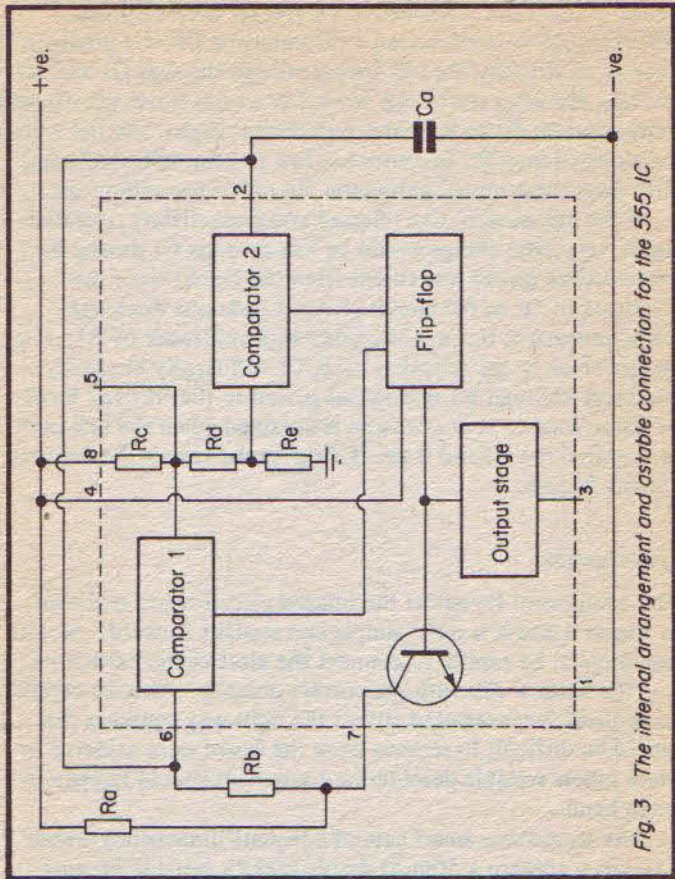 +ve.
Ra
8
4
5
Rc
Rd
Re
6
Comparator 1
2
Comparator 2
Rb
Ca
7
Flip-flop
Output stage
3
1
−ve.
Fig. 3 The internal arrangement and astable connection for the 555 IC